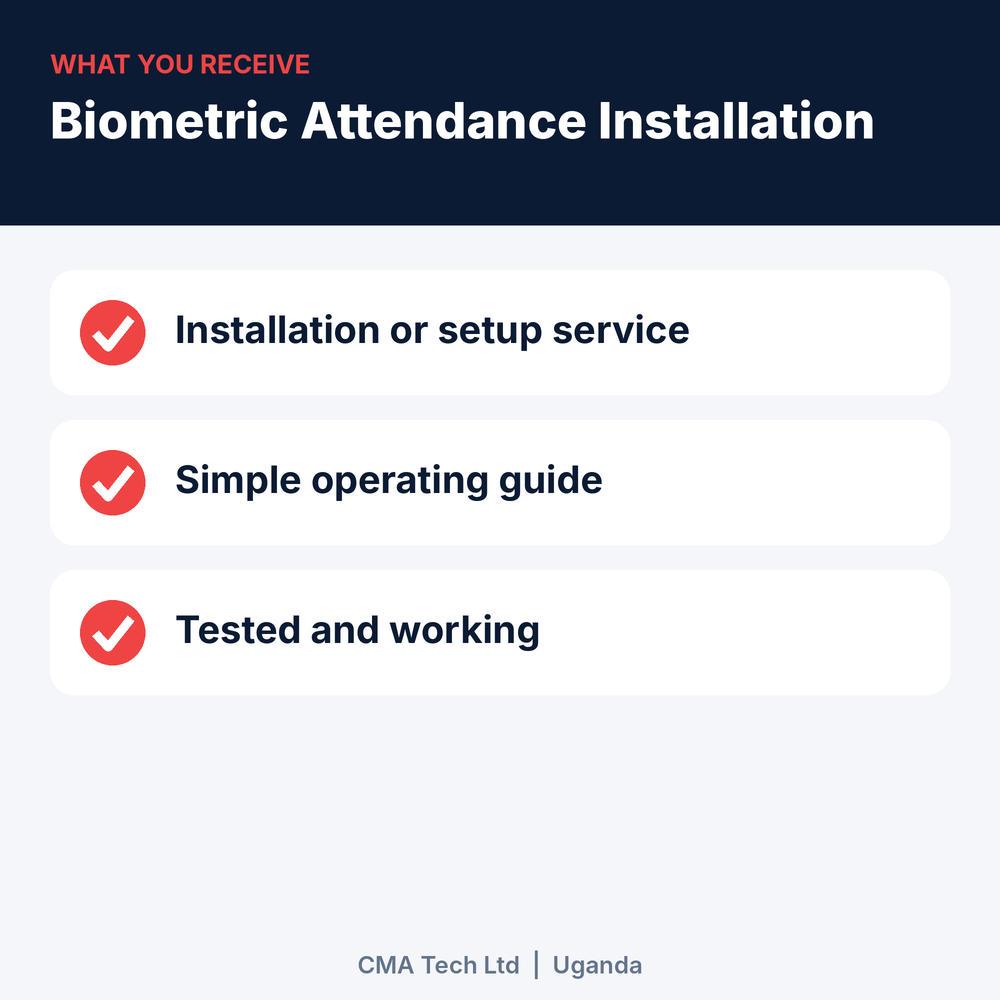 WHAT YOU RECEIVE
Biometric Attendance Installation
Installation or setup service
Simple operating guide
Tested and working
CMA Tech Ltd | Uganda